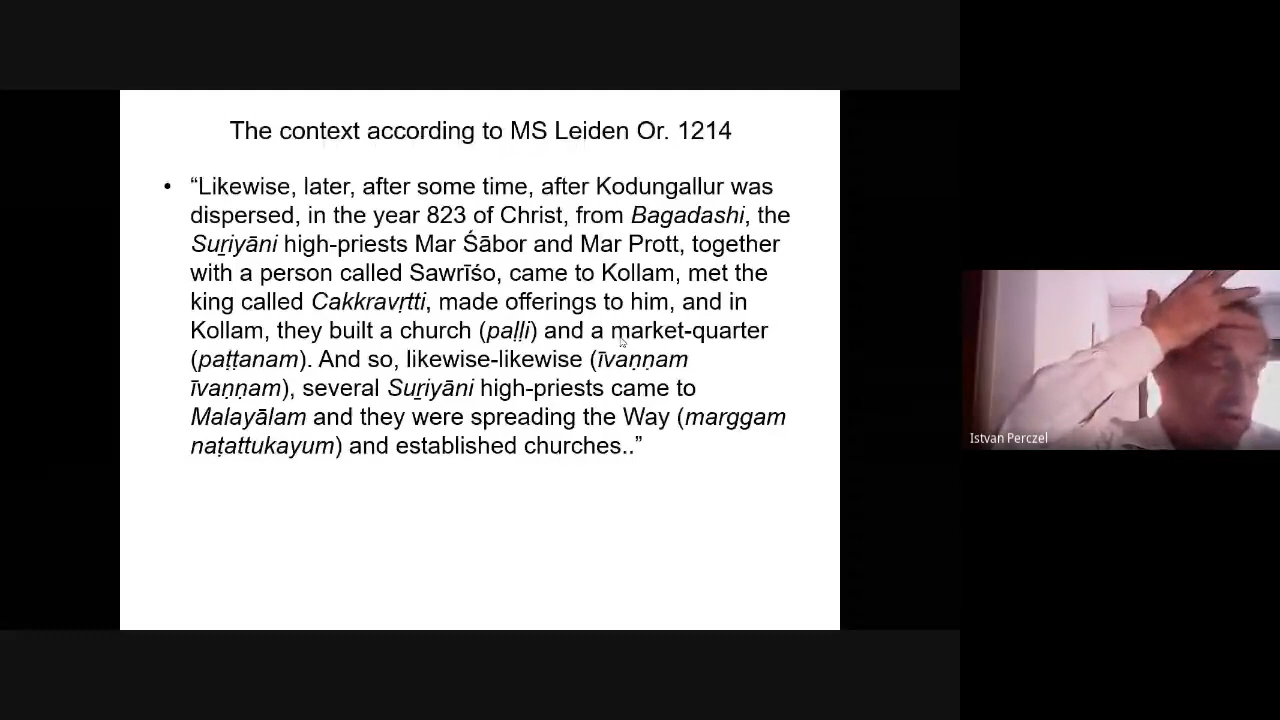 The context according to MS Leiden Or. 1214
• “Likewise, later, after some time, after Kodungallur was
dispersed, in the year 823 of Christ, from Bagadashi, the
Suṟiyāni high-priests Mar Śābor and Mar Prott, together
with a person called Sawrīśo, came to Kollam, met the
king called Cakkravṛtti, made offerings to him, and in
Kollam, they built a church (paḷḷi) and a market-quarter
(paṭṭanam). And so, likewise-likewise (īvaṇṇam
īvaṇṇam), several Suṟiyāni high-priests came to
Malayālam and they were spreading the Way (marggam
naṭattukayum) and established churches..”
Istvan Perczel